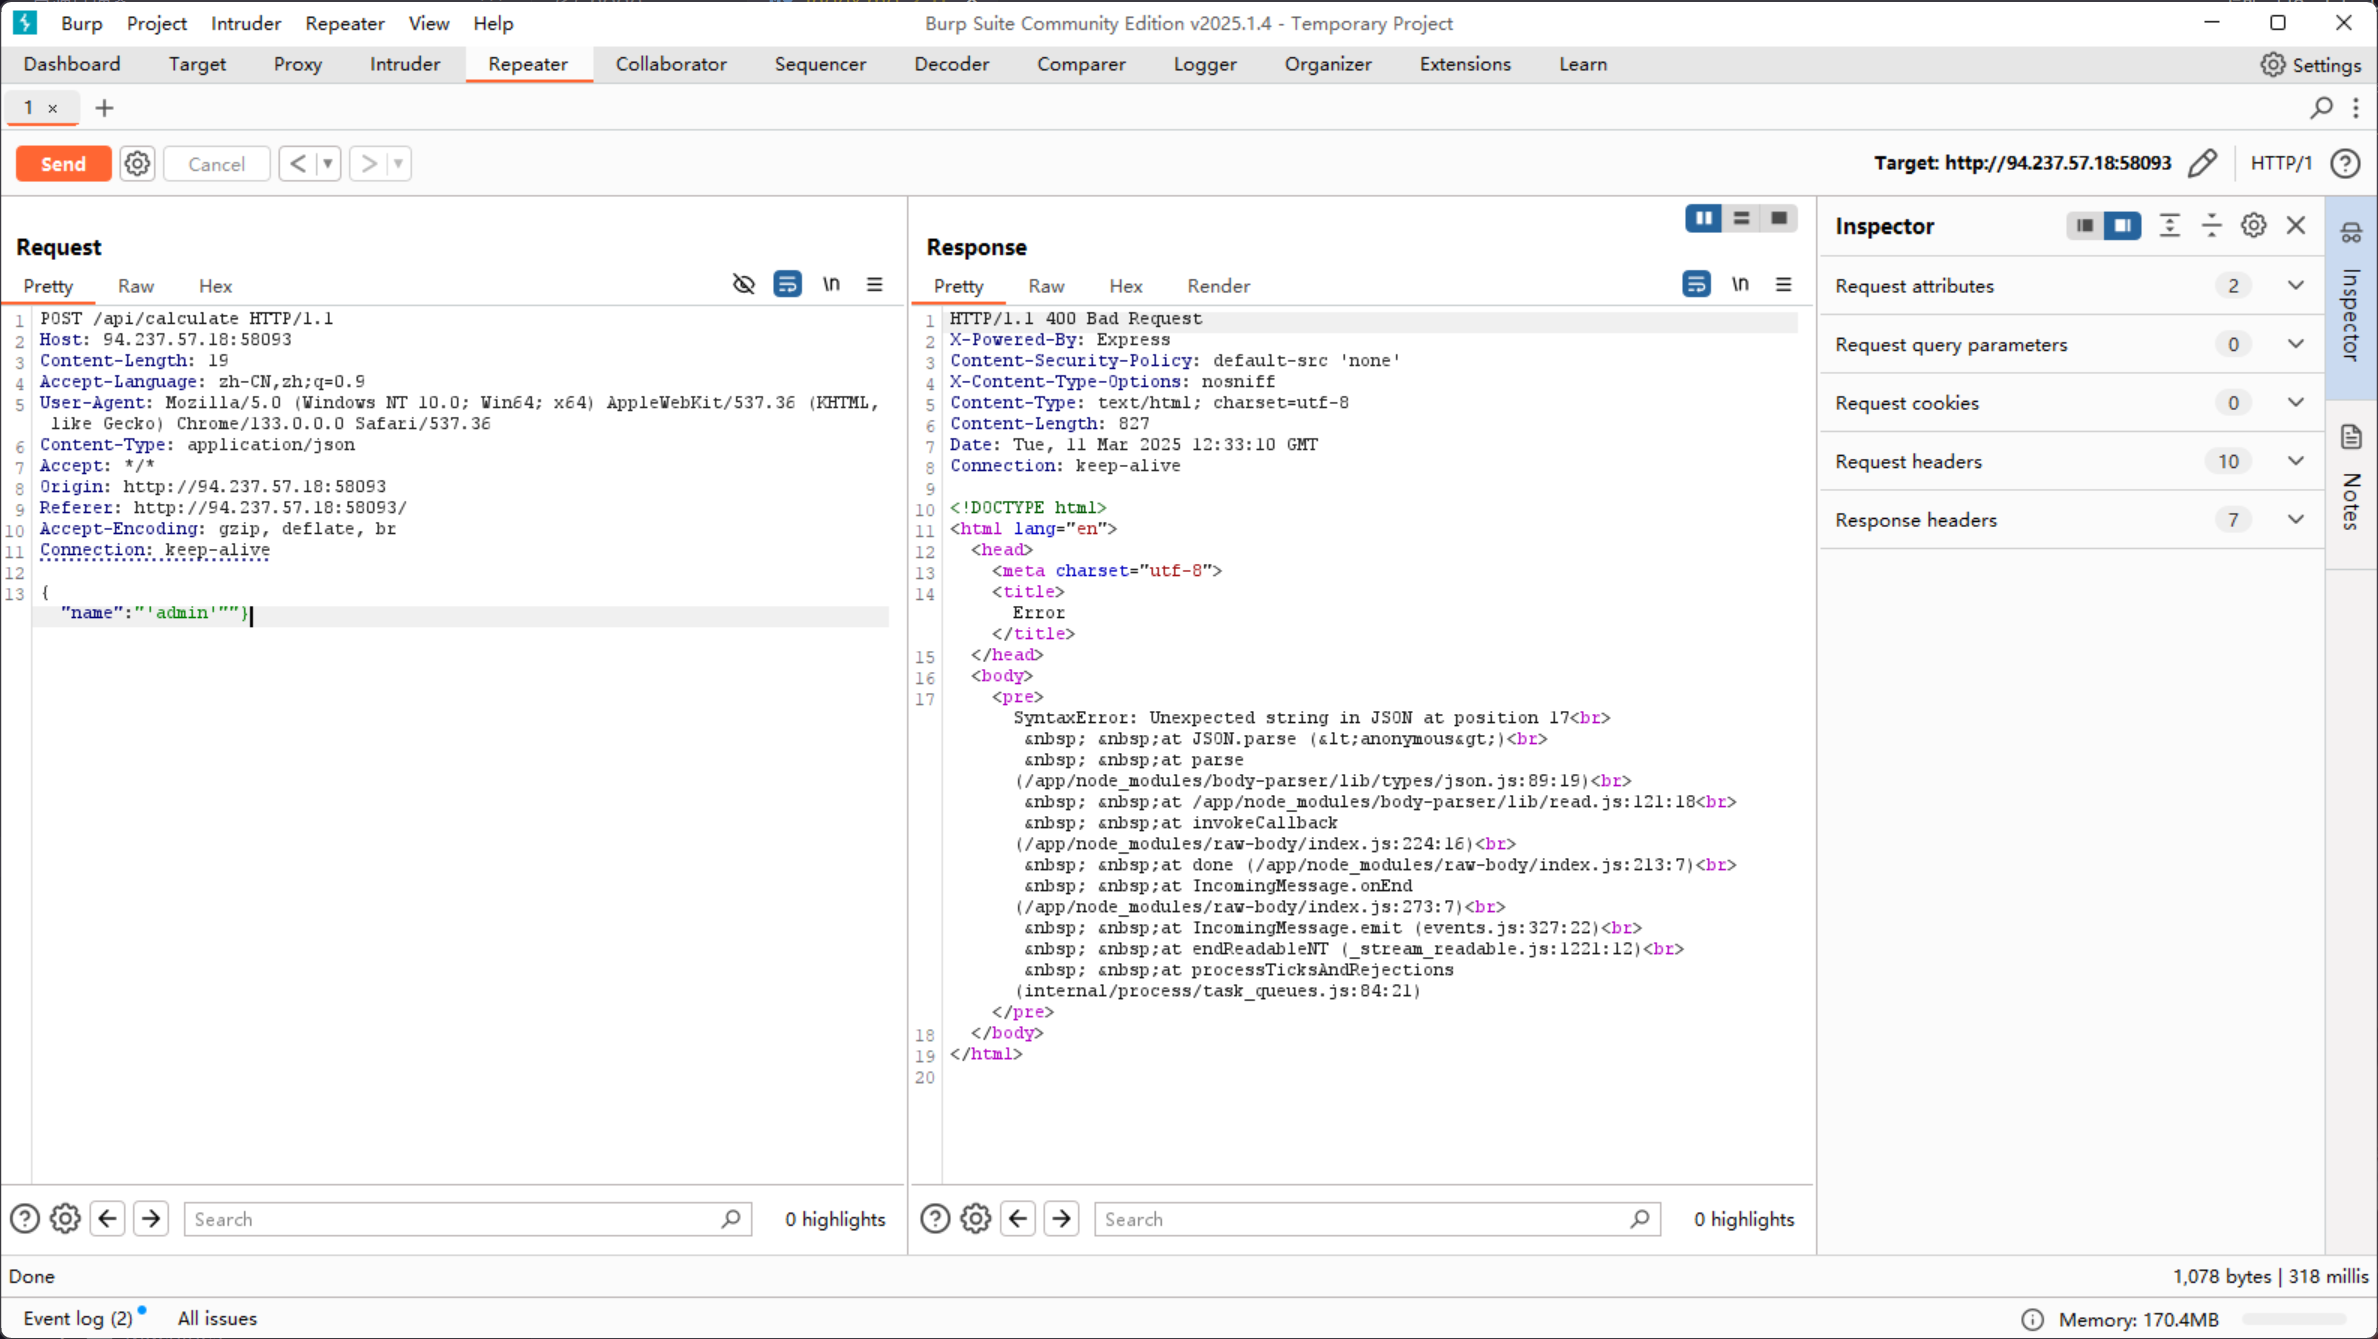 Burp Project Intruder Repeater View Help Burp Suite Community Edition v2025.1.4 - Temporary Project
Dashboard Target Proxy Intruder Repeater Collaborator Sequencer Decoder Comparer Logger Organizer Extensions Learn Settings
1 × +
Send Cancel < > Target: http://94.237.57.18:58093 HTTP/1
Request
Pretty Raw Hex \n
1 POST /api/calculate HTTP/1.1
2 Host: 94.237.57.18:58093
3 Content-Length: 19
4 Accept-Language: zh-CN,zh;q=0.9
5 User-Agent: Mozilla/5.0 (Windows NT 10.0; Win64; x64) AppleWebKit/537.36 (KHTML,
like Gecko) Chrome/133.0.0.0 Safari/537.36
6 Content-Type: application/json
7 Accept: */*
8 Origin: http://94.237.57.18:58093
9 Referer: http://94.237.57.18:58093/
10 Accept-Encoding: gzip, deflate, br
11 Connection: keep-alive
12
13 {
"name":"'admin'""}
Search 0 highlights
Response
Pretty Raw Hex Render \n
1 HTTP/1.1 400 Bad Request
2 X-Powered-By: Express
3 Content-Security-Policy: default-src 'none'
4 X-Content-Type-Options: nosniff
5 Content-Type: text/html; charset=utf-8
6 Content-Length: 827
7 Date: Tue, 11 Mar 2025 12:33:10 GMT
8 Connection: keep-alive
9
10 <!DOCTYPE html>
11 <html lang="en">
12 <head>
13 <meta charset="utf-8">
14 <title>
Error
</title>
15 </head>
16 <body>
17 <pre>
SyntaxError: Unexpected string in JSON at position 17<br>
&nbsp; &nbsp;at JSON.parse (&lt;anonymous&gt;)<br>
&nbsp; &nbsp;at parse
(/app/node_modules/body-parser/lib/types/json.js:89:19)<br>
&nbsp; &nbsp;at /app/node_modules/body-parser/lib/read.js:121:18<br>
&nbsp; &nbsp;at invokeCallback
(/app/node_modules/raw-body/index.js:224:16)<br>
&nbsp; &nbsp;at done (/app/node_modules/raw-body/index.js:213:7)<br>
&nbsp; &nbsp;at IncomingMessage.onEnd
(/app/node_modules/raw-body/index.js:273:7)<br>
&nbsp; &nbsp;at IncomingMessage.emit (events.js:327:22)<br>
&nbsp; &nbsp;at endReadableNT (_stream_readable.js:1221:12)<br>
&nbsp; &nbsp;at processTicksAndRejections
(internal/process/task_queues.js:84:21)
</pre>
18 </body>
19 </html>
20
Search 0 highlights
Inspector
Request attributes 2
Request query parameters 0
Request cookies 0
Request headers 10
Response headers 7
Inspector
Notes
Done 1,078 bytes | 318 millis
Event log (2) All issues Memory: 170.4MB